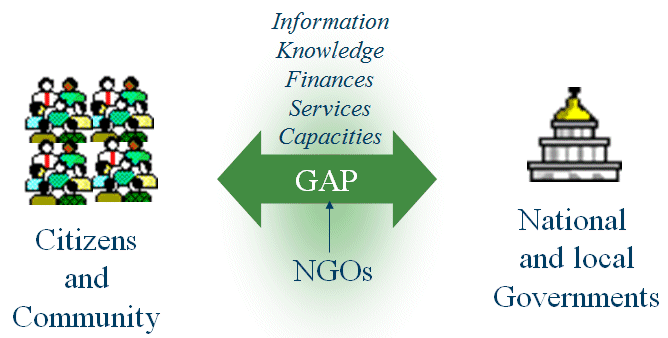 Information
Knowledge
Finances
Services
Capacities
GAP
NGOs
Citizens
and
Community
National
and local
Governments